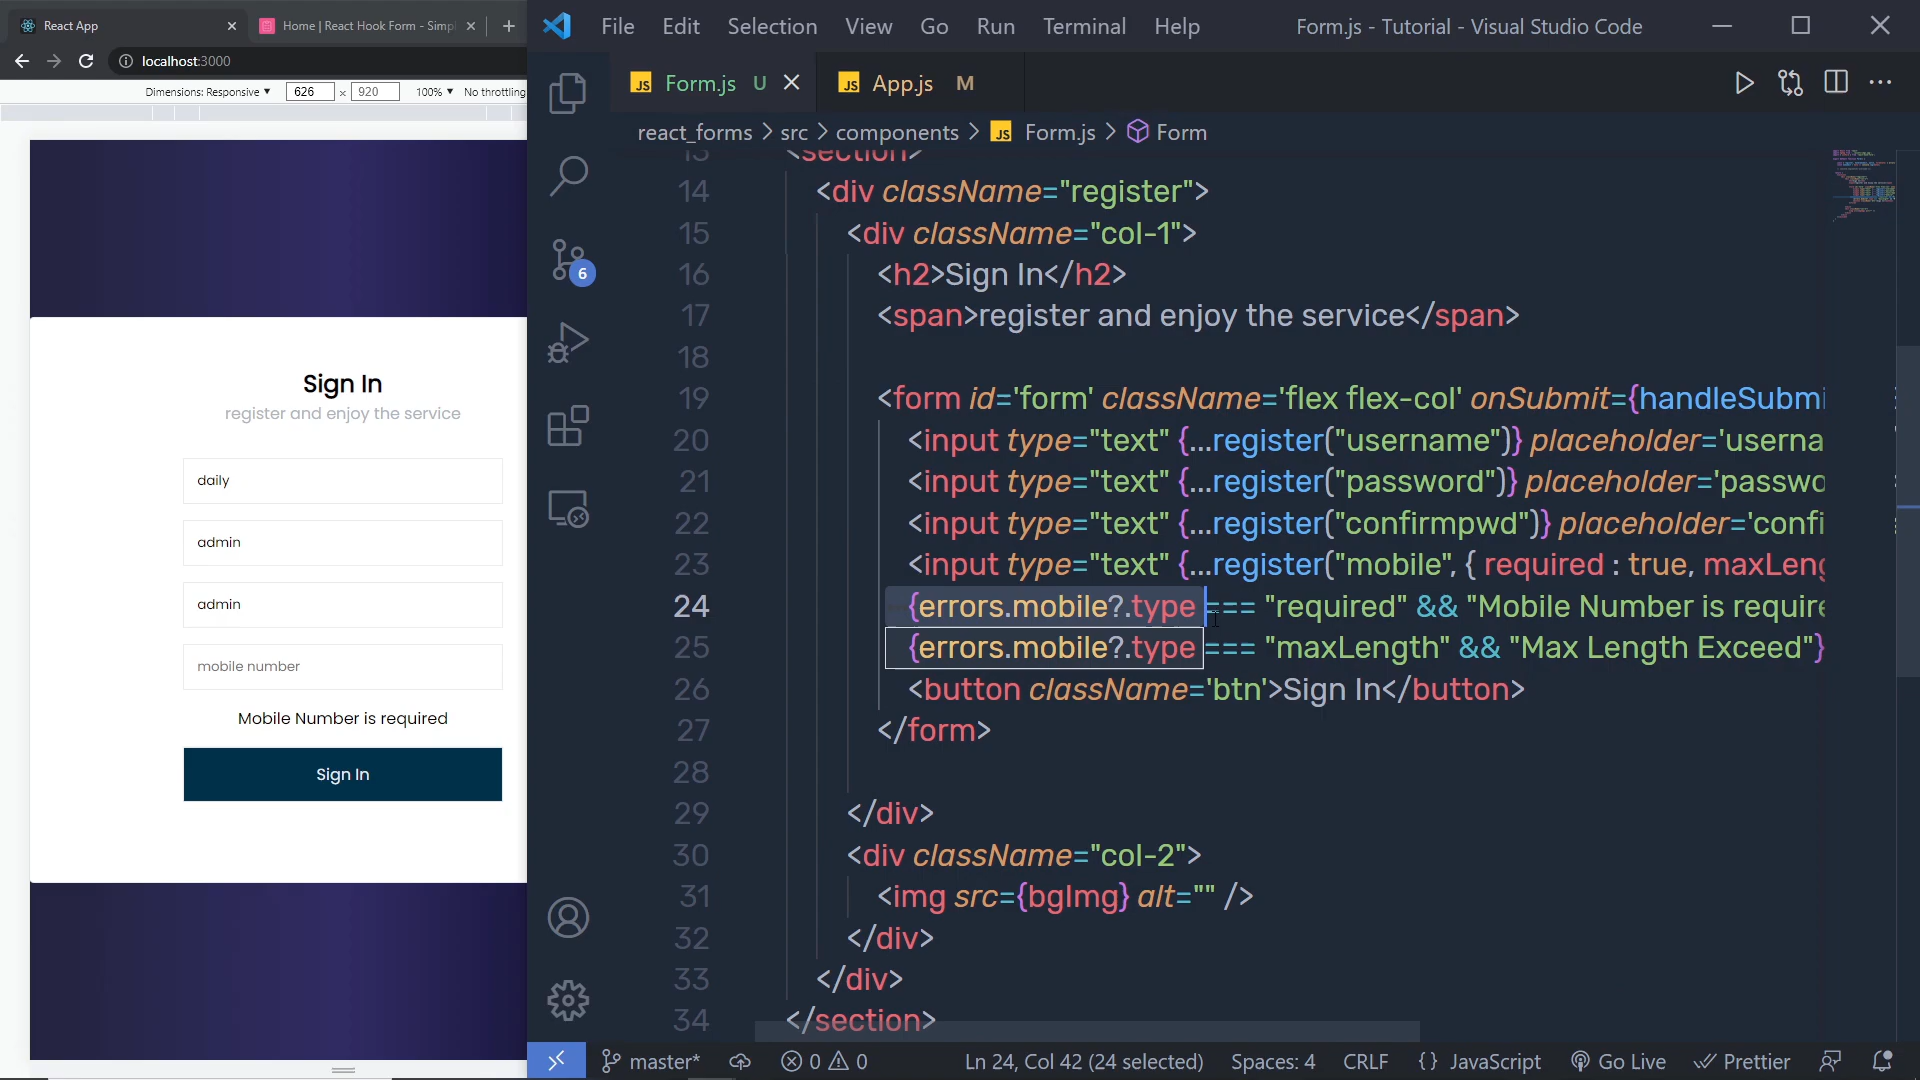 React App
Home | React Hook Form - Simpl
File Edit Selection View Go Run Terminal Help
Form.js - Tutorial - Visual Studio Code
localhost:3000
Form.js U
App.js M
Dimensions: Responsive 626 x 920 100% No throttling
react_forms > src > components > Form.js > Form
13 <section>
14 <div className="register">
15 <div className="col-1">
16 <h2>Sign In</h2>
17 <span>register and enjoy the service</span>
18
19 <form id='form' className='flex flex-col' onSubmit={handleSubmi
20 <input type="text" {...register("username")} placeholder='userna
21 <input type="text" {...register("password")} placeholder='passwo
22 <input type="text" {...register("confirmpwd")} placeholder='confi
23 <input type="text" {...register("mobile", { required : true, maxLeng
24 {errors.mobile?.type === "required" && "Mobile Number is require
25 {errors.mobile?.type === "maxLength" && "Max Length Exceed"}
26 <button className='btn'>Sign In</button>
27 </form>
28
29 </div>
30 <div className="col-2">
31 <img src={bgImg} alt="" />
32 </div>
33 </div>
34 </section>
6
Sign In
register and enjoy the service
daily
admin
admin
mobile number
Mobile Number is required
Sign In
master* 0 0 Ln 24, Col 42 (24 selected) Spaces: 4 CRLF {} JavaScript Go Live Prettier